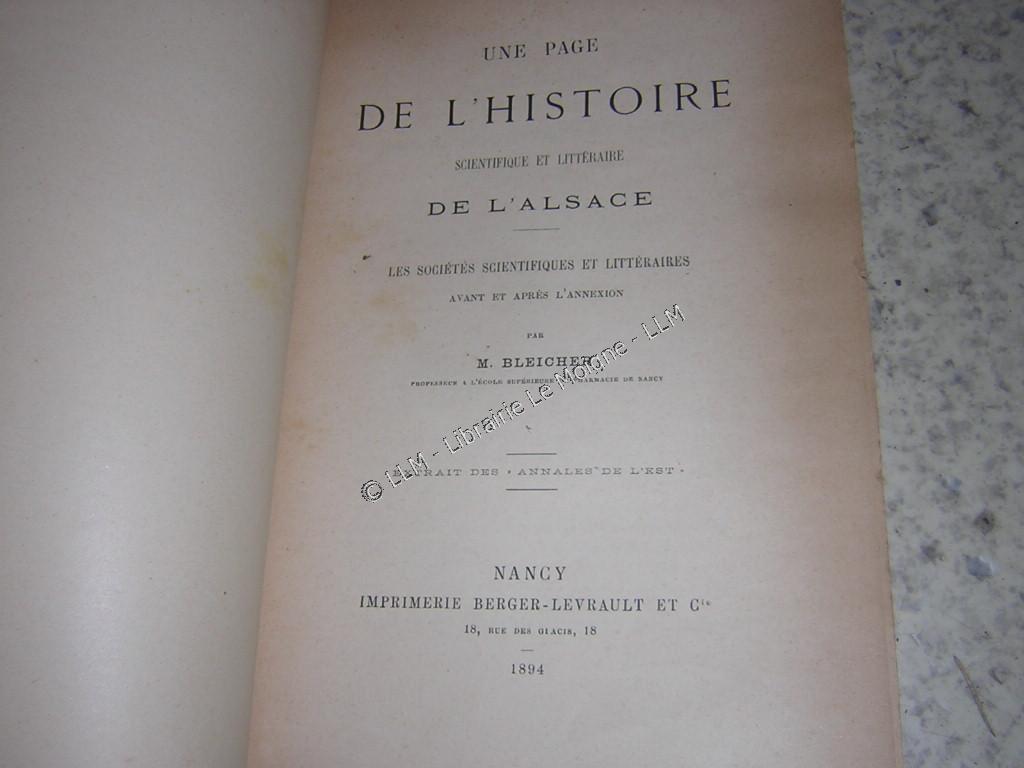 UNE PAGE
DE L'HISTOIRE
SCIENTIFIQUE ET LITTÉRAIRE
DE L'ALSACE
LES SOCIÉTÉS SCIENTIFIQUES ET LITTÉRAIRES
AVANT ET APRÈS L'ANNEXION
PAR
M. BLEICHER
PROFESSEUR A L'ÉCOLE SUPÉRIEURE PHARMACIE DE NANCY
EXTRAIT DES « ANNALES DE L'EST »
NANCY
IMPRIMERIE BERGER-LEVRAULT ET Cie
18, RUE DES GLACIS, 18
1894
© LLM - Librairie Le Moigne - LLM